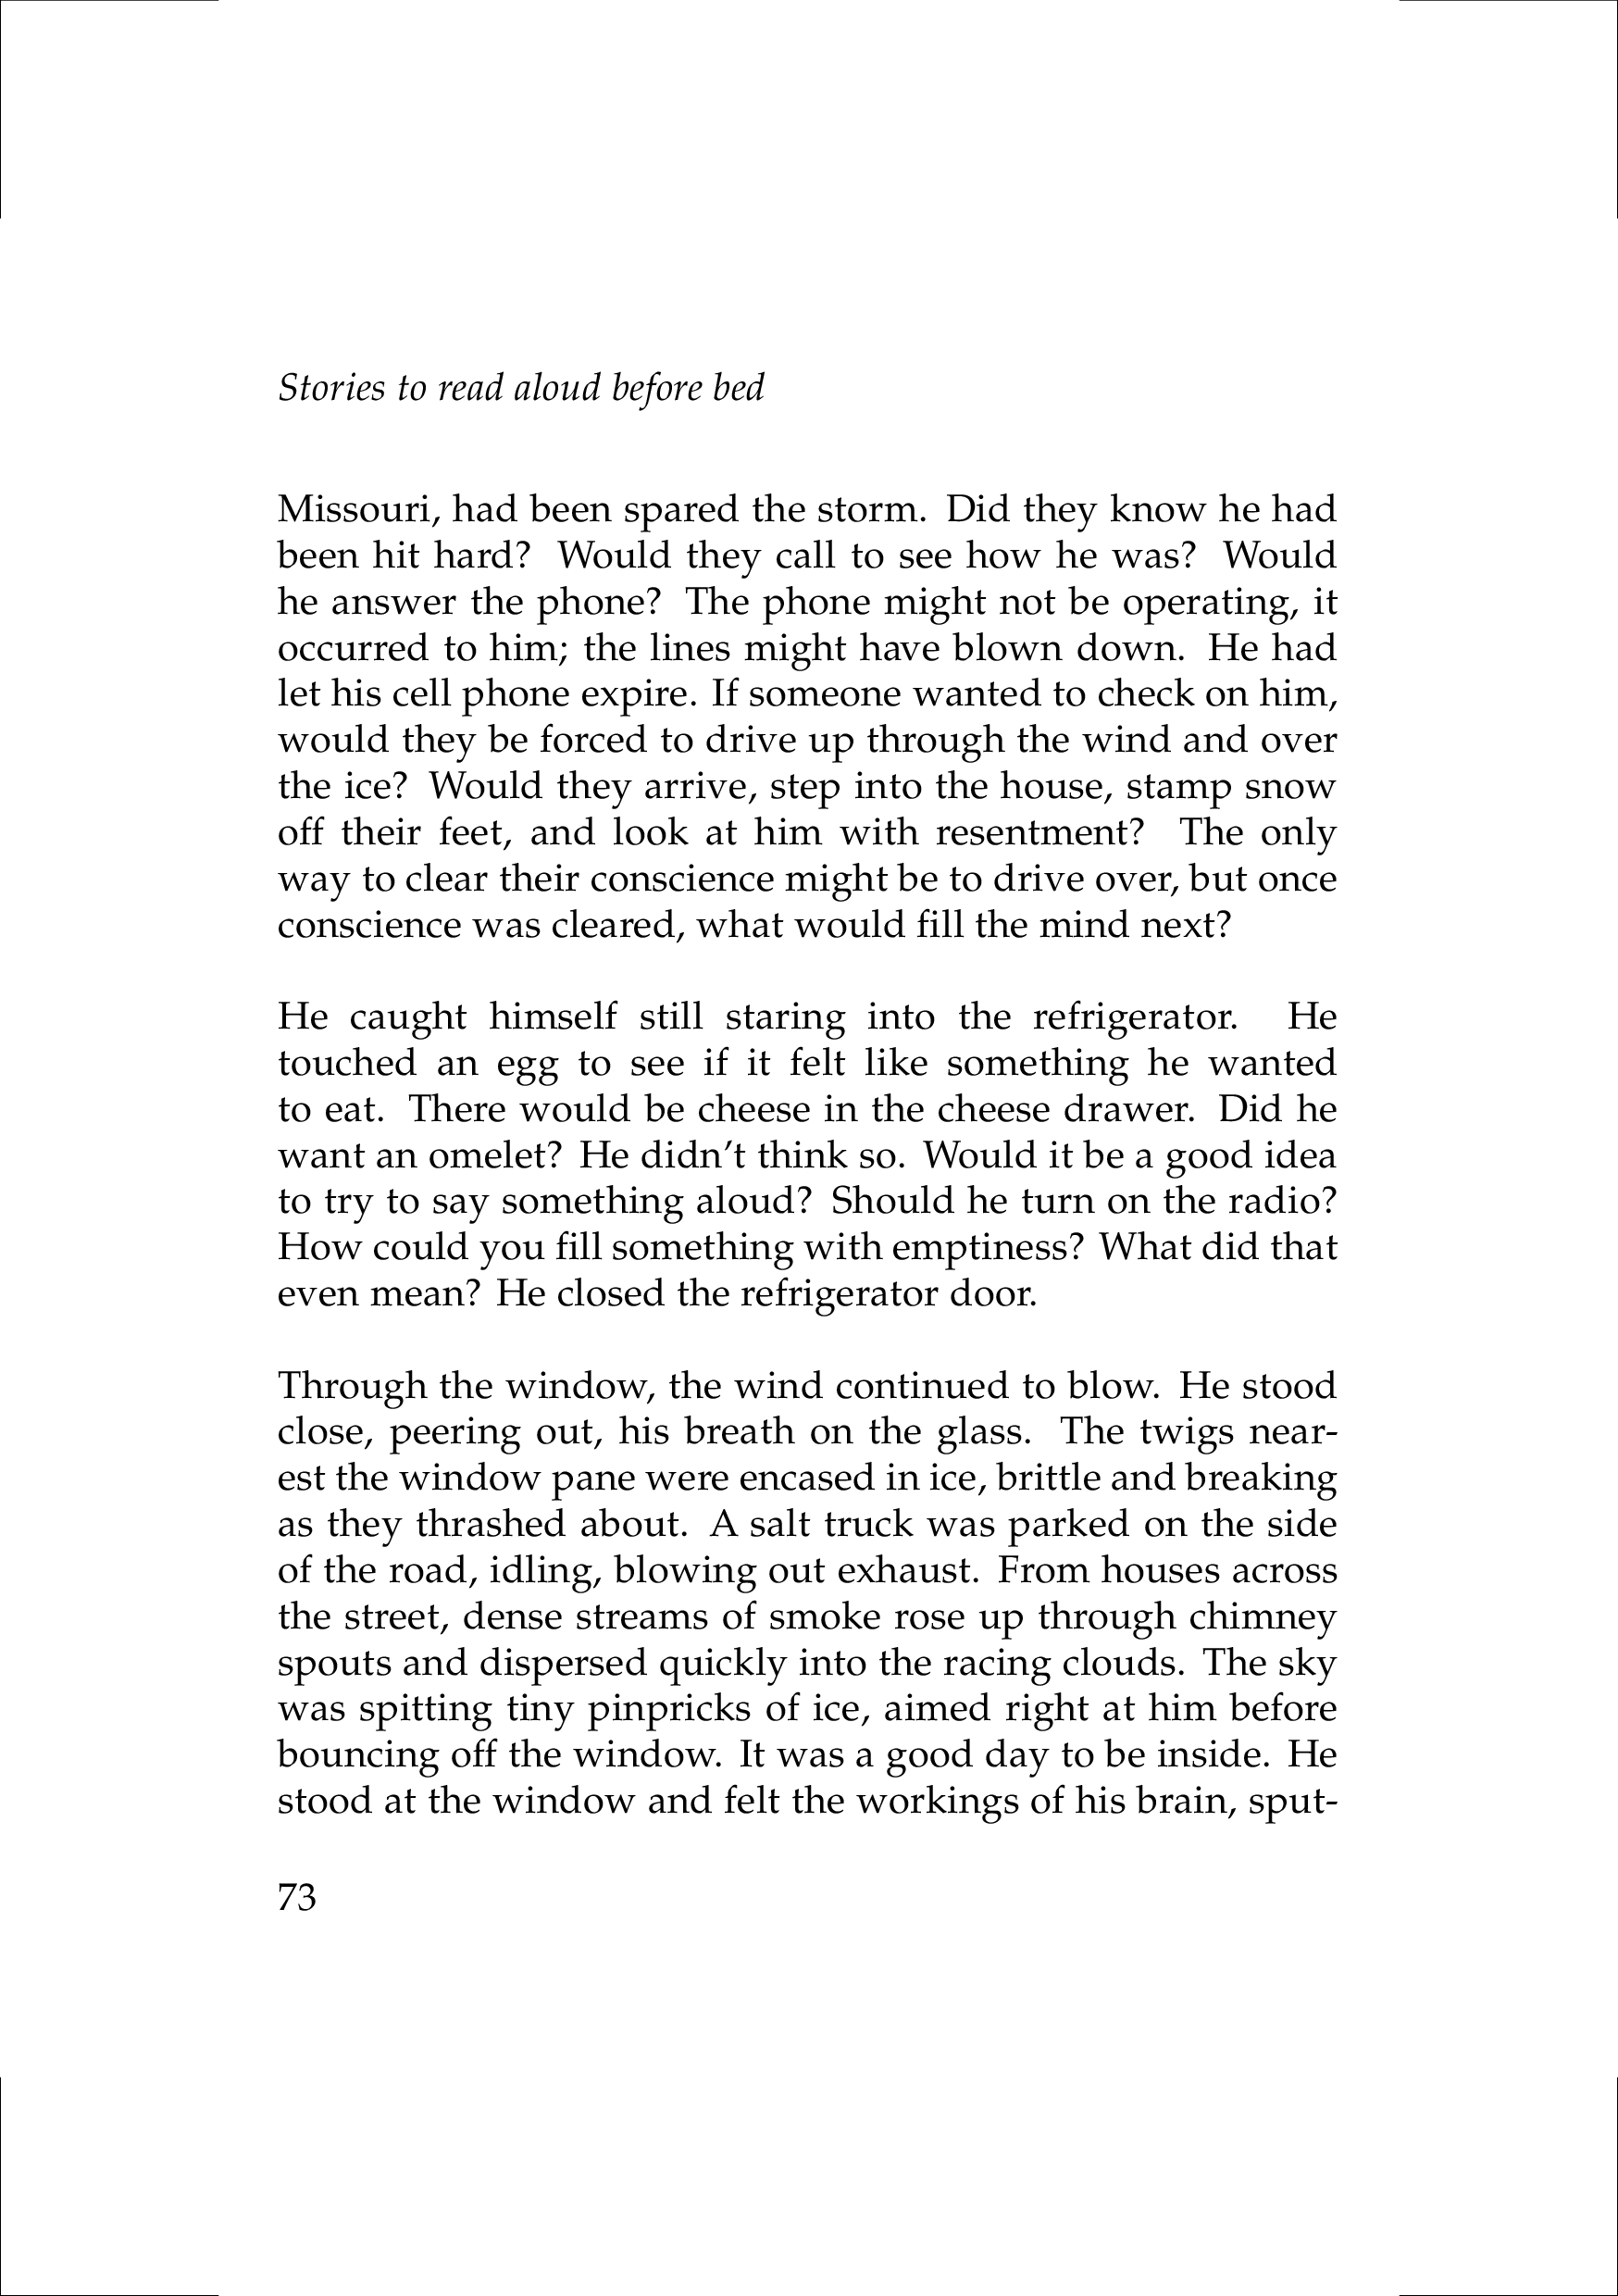 Stories to read aloud before bed
Missouri, had been spared the storm. Did they know he had
been hit hard? Would they call to see how he was? Would
he answer the phone? The phone might not be operating, it
occurred to him; the lines might have blown down. He had
let his cell phone expire. If someone wanted to check on him,
would they be forced to drive up through the wind and over
the ice? Would they arrive, step into the house, stamp snow
off their feet, and look at him with resentment? The only
way to clear their conscience might be to drive over, but once
conscience was cleared, what would fill the mind next?
He caught himself still staring into the refrigerator. He
touched an egg to see if it felt like something he wanted
to eat. There would be cheese in the cheese drawer. Did he
want an omelet? He didn’t think so. Would it be a good idea
to try to say something aloud? Should he turn on the radio?
How could you fill something with emptiness? What did that
even mean? He closed the refrigerator door.
Through the window, the wind continued to blow. He stood
close, peering out, his breath on the glass. The twigs near-
est the window pane were encased in ice, brittle and breaking
as they thrashed about. A salt truck was parked on the side
of the road, idling, blowing out exhaust. From houses across
the street, dense streams of smoke rose up through chimney
spouts and dispersed quickly into the racing clouds. The sky
was spitting tiny pinpricks of ice, aimed right at him before
bouncing off the window. It was a good day to be inside. He
stood at the window and felt the workings of his brain, sput-
73